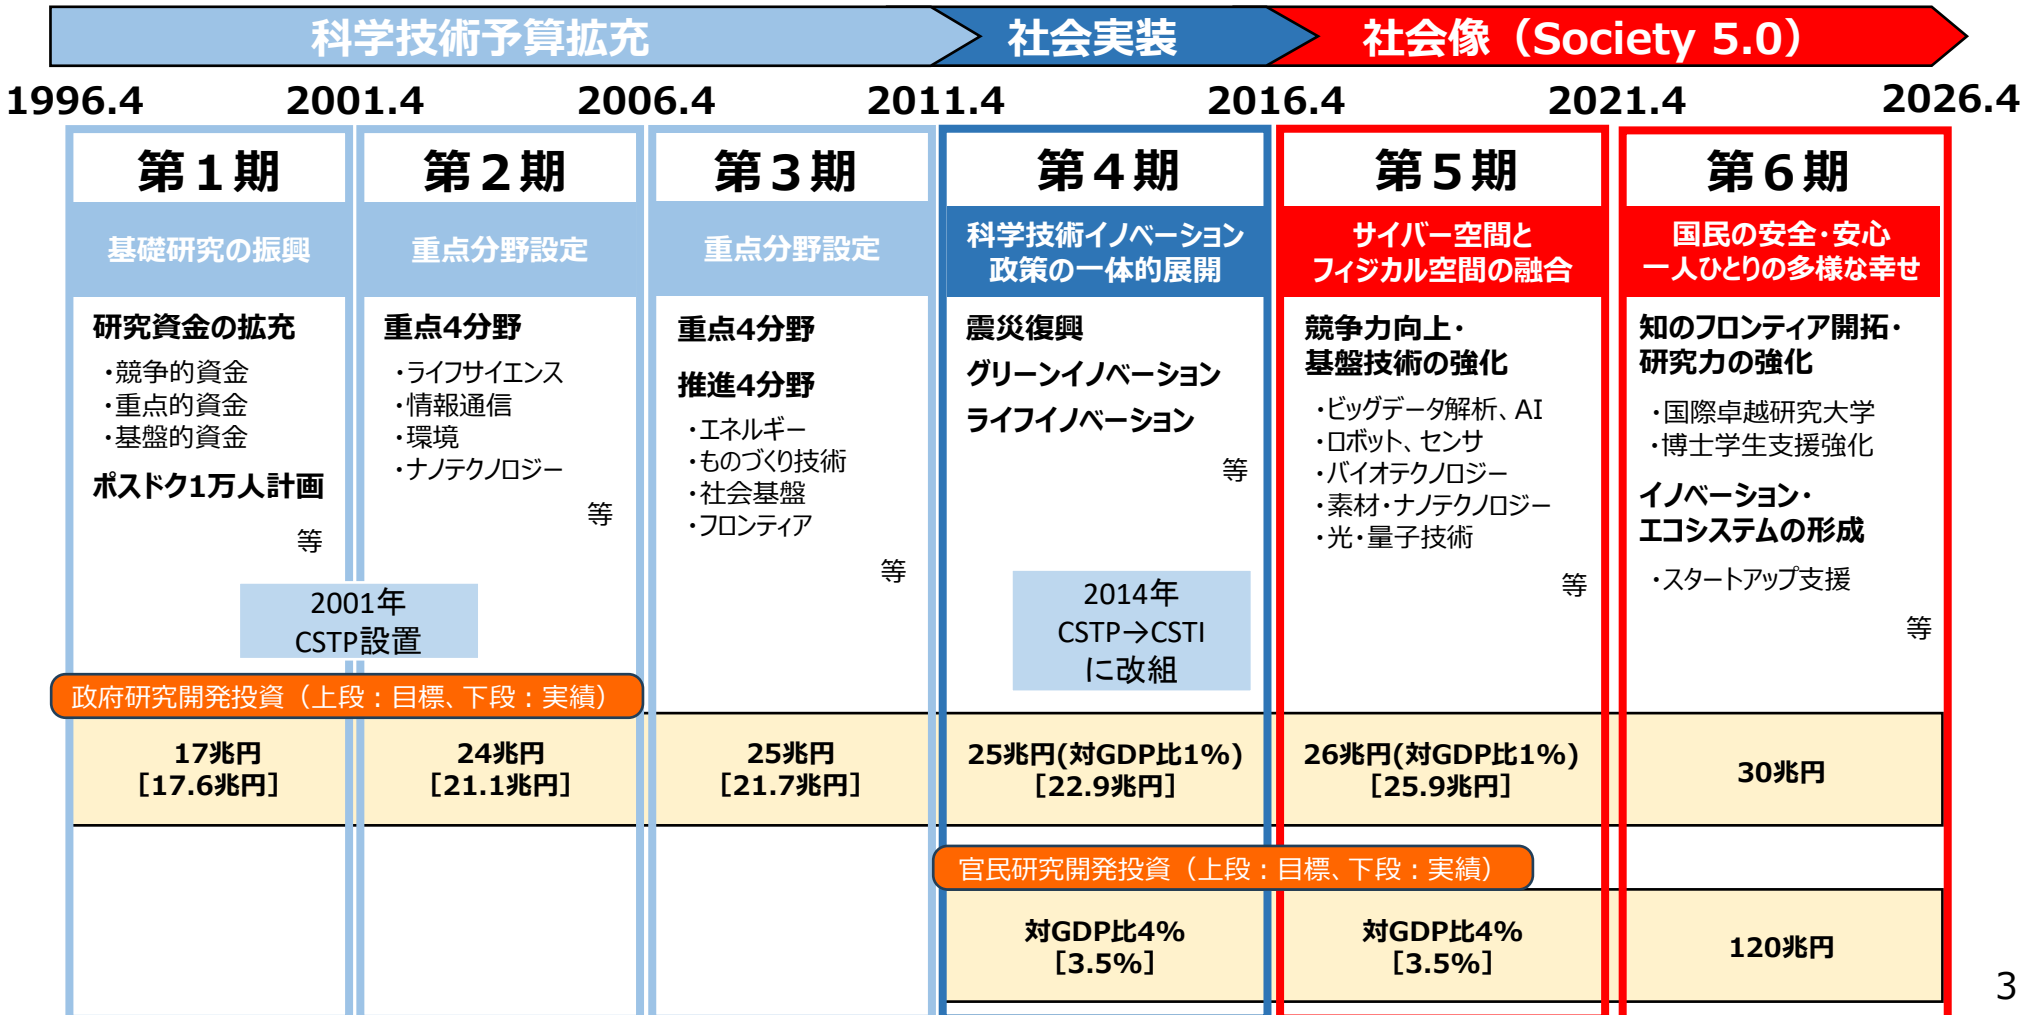 科学技術予算拡充
社会実装
社会像（Society 5.0）
1996.4
2001.4
2006.4
2011.4
2016.4
2021.4
2026.4
第１期
基礎研究の振興
研究資金の拡充
・競争的資金
・重点的資金
・基盤的資金
ポスドク1万人計画
等
第２期
重点分野設定
重点4分野
・ライフサイエンス
・情報通信
・環境
・ナノテクノロジー
等
2001年
CSTP設置
第３期
重点分野設定
重点4分野
推進4分野
・エネルギー
・ものづくり技術
・社会基盤
・フロンティア
等
第４期
科学技術イノベーション
政策の一体的展開
震災復興
グリーンイノベーション
ライフイノベーション
等
2014年
CSTP→CSTI
に改組
第５期
サイバー空間と
フィジカル空間の融合
競争力向上・
基盤技術の強化
・ビッグデータ解析、AI
・ロボット、センサ
・バイオテクノロジー
・素材・ナノテクノロジー
・光・量子技術
等
第６期
国民の安全・安心
一人ひとりの多様な幸せ
知のフロンティア開拓・
研究力の強化
・国際卓越研究大学
・博士学生支援強化
イノベーション・
エコシステムの形成
・スタートアップ支援
等
政府研究開発投資（上段：目標、下段：実績）
17兆円
［17.6兆円］
24兆円
［21.1兆円］
25兆円
［21.7兆円］
25兆円(対GDP比1%)
［22.9兆円］
26兆円(対GDP比1%)
［25.9兆円］
30兆円
官民研究開発投資（上段：目標、下段：実績）
対GDP比4%
［3.5%］
対GDP比4%
［3.5%］
120兆円
3